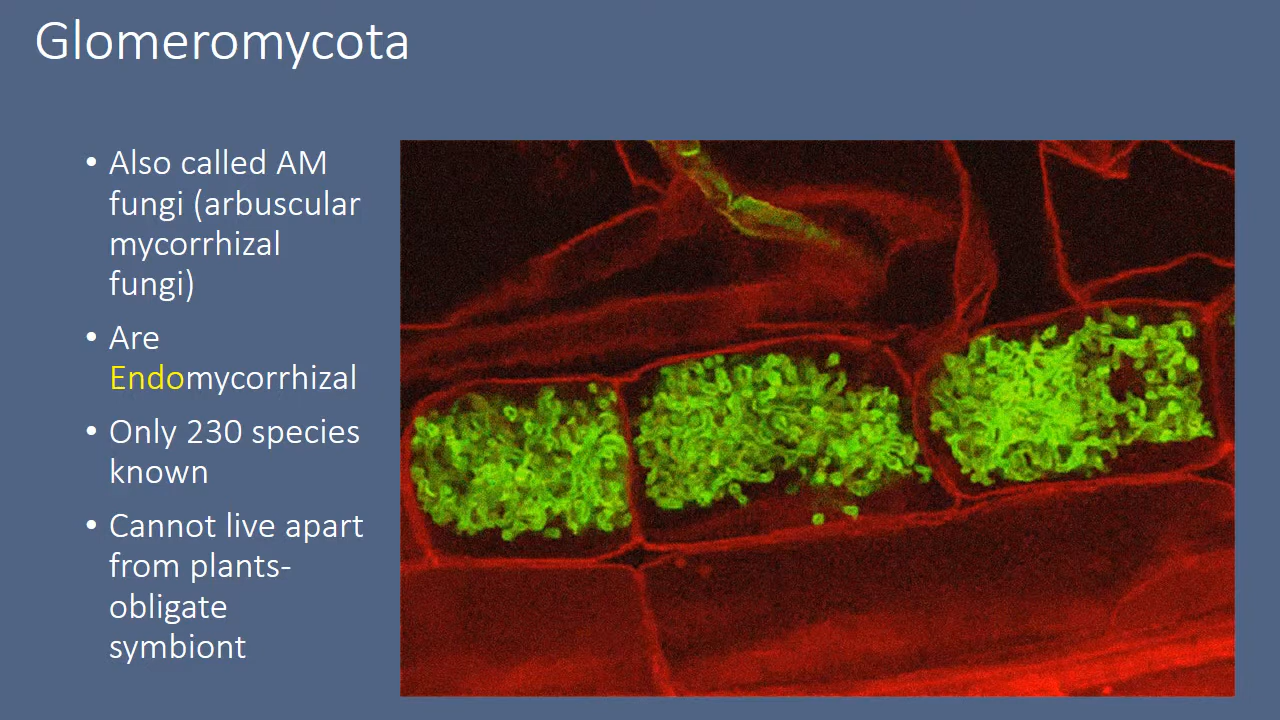 Glomeromycota
• Also called AM
fungi (arbuscular
mycorrhizal
fungi)
• Are
Endomycorrhizal
• Only 230 species
known
• Cannot live apart
from plants-
obligate
symbiont